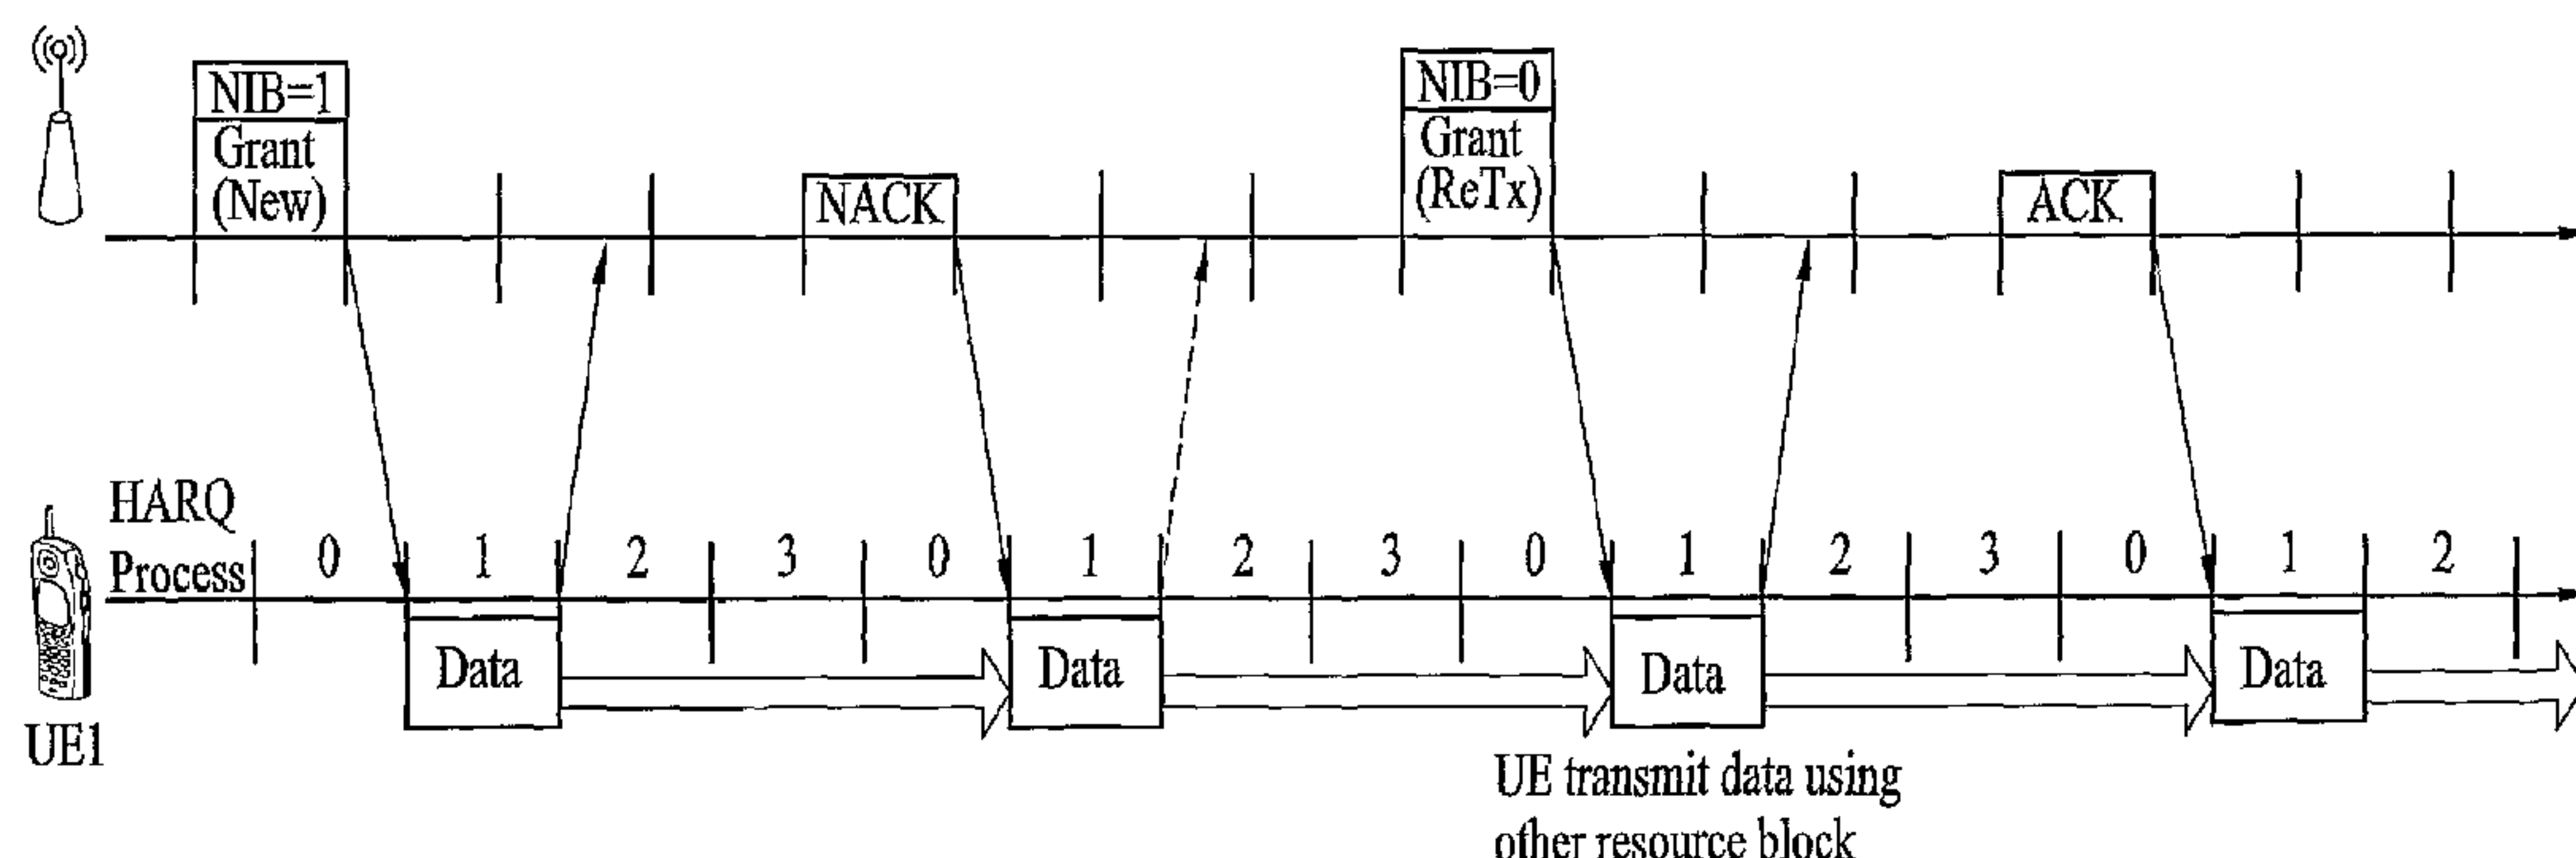 NIB=1
Grant
(New)
NACK
NIB=0
Grant
(ReTx)
ACK
HARQ
Process
0 1 2 3 0 1 2 3 0 1 2 3 0 1 2
Data Data Data Data
UE1
UE transmit data using
other resource block